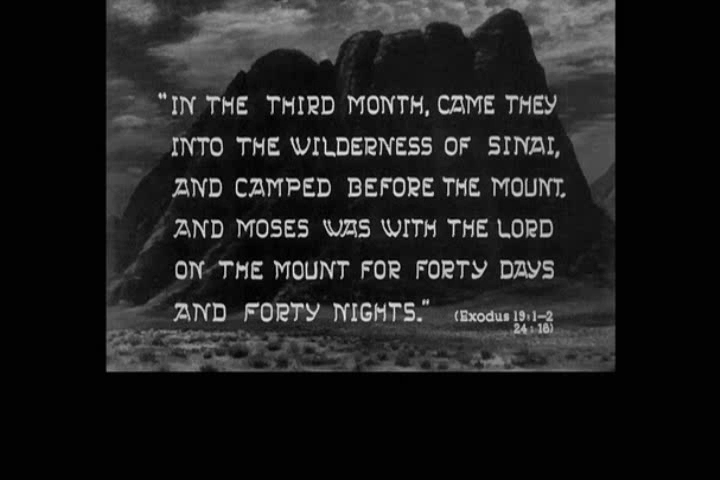 "IN THE THIRD MONTH, CAME THEY
INTO THE WILDERNESS OF SINAI,
AND CAMPED BEFORE THE MOUNT.
AND MOSES WAS WITH THE LORD
ON THE MOUNT FOR FORTY DAYS
AND FORTY NIGHTS."
(Exodus 19:1-2
24:18)